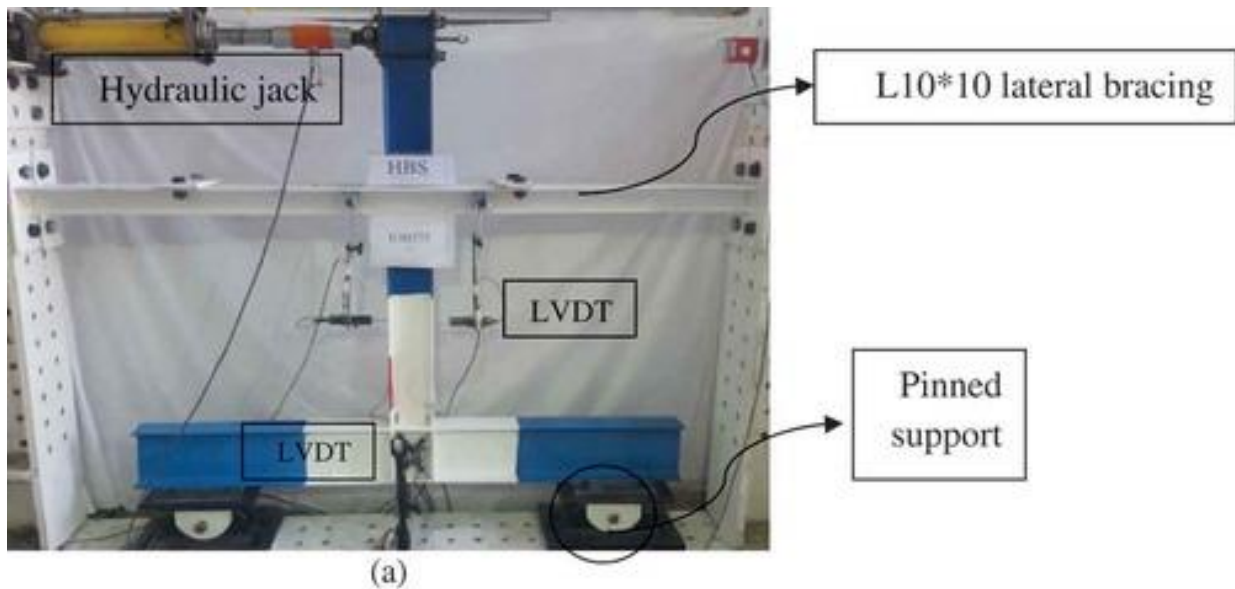 Hydraulic jack
L10*10 lateral bracing
HBS
LVDT
Pinned
support
LVDT
(a)